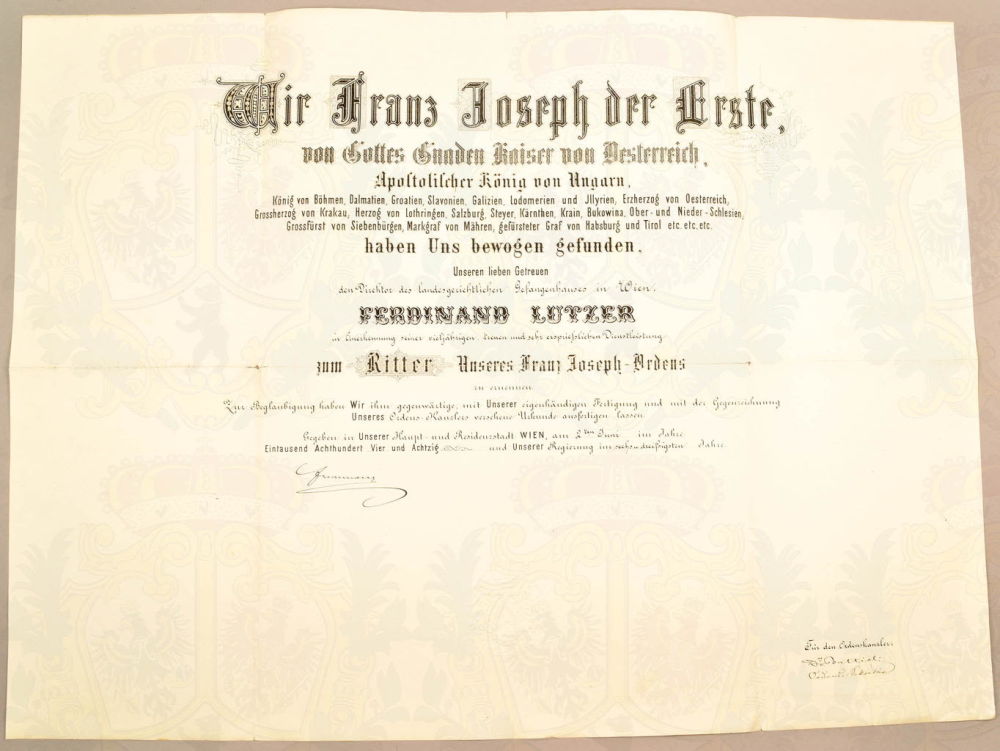 Wir Franz Joseph der Erste,
von Gottes Gnaden Kaiser von Oesterreich,
Apostolischer König von Ungarn,
König von Böhmen, Dalmatien, Croatien, Slavonien, Galizien, Lodomerien und Jllyrien, Erzherzog von Oesterreich,
Grossherzog von Krakau, Herzog von Lothringen, Salzburg, Steyer, Kärnthen, Krain, Bukowina, Ober- und Nieder-Schlesien,
Grossfürst von Siebenbürgen, Markgraf von Mähren, gefürsteter Graf von Habsburg und Tirol etc. etc. etc.
haben Uns bewogen gefunden,
Unseren lieben Getreuen
den Direktor des landesgerichtlichen Gefangenhauses in Wien,
FERDINAND LUTZER
in Anerkennung seiner vieljährigen, treuen und sehr erspriesslichen Dienstleistung
zum Ritter Unseres Franz Joseph-Ordens
zu ernennen.
Zur Beglaubigung haben Wir ihm gegenwärtige, mit Unserer eigenhändigen Fertigung und mit der Gegenzeichnung
Unseres Ordens-Kanzlers versehene Urkunde ausfertigen lassen.
Gegeben in Unserer Haupt- und Residenzstadt WIEN, am 2ten Juni im Jahre
Eintausend Achthundert Vier und Achtzig und Unserer Regierung im sechsu. dreißigsten Jahre.
Für den Ordenskanzler: